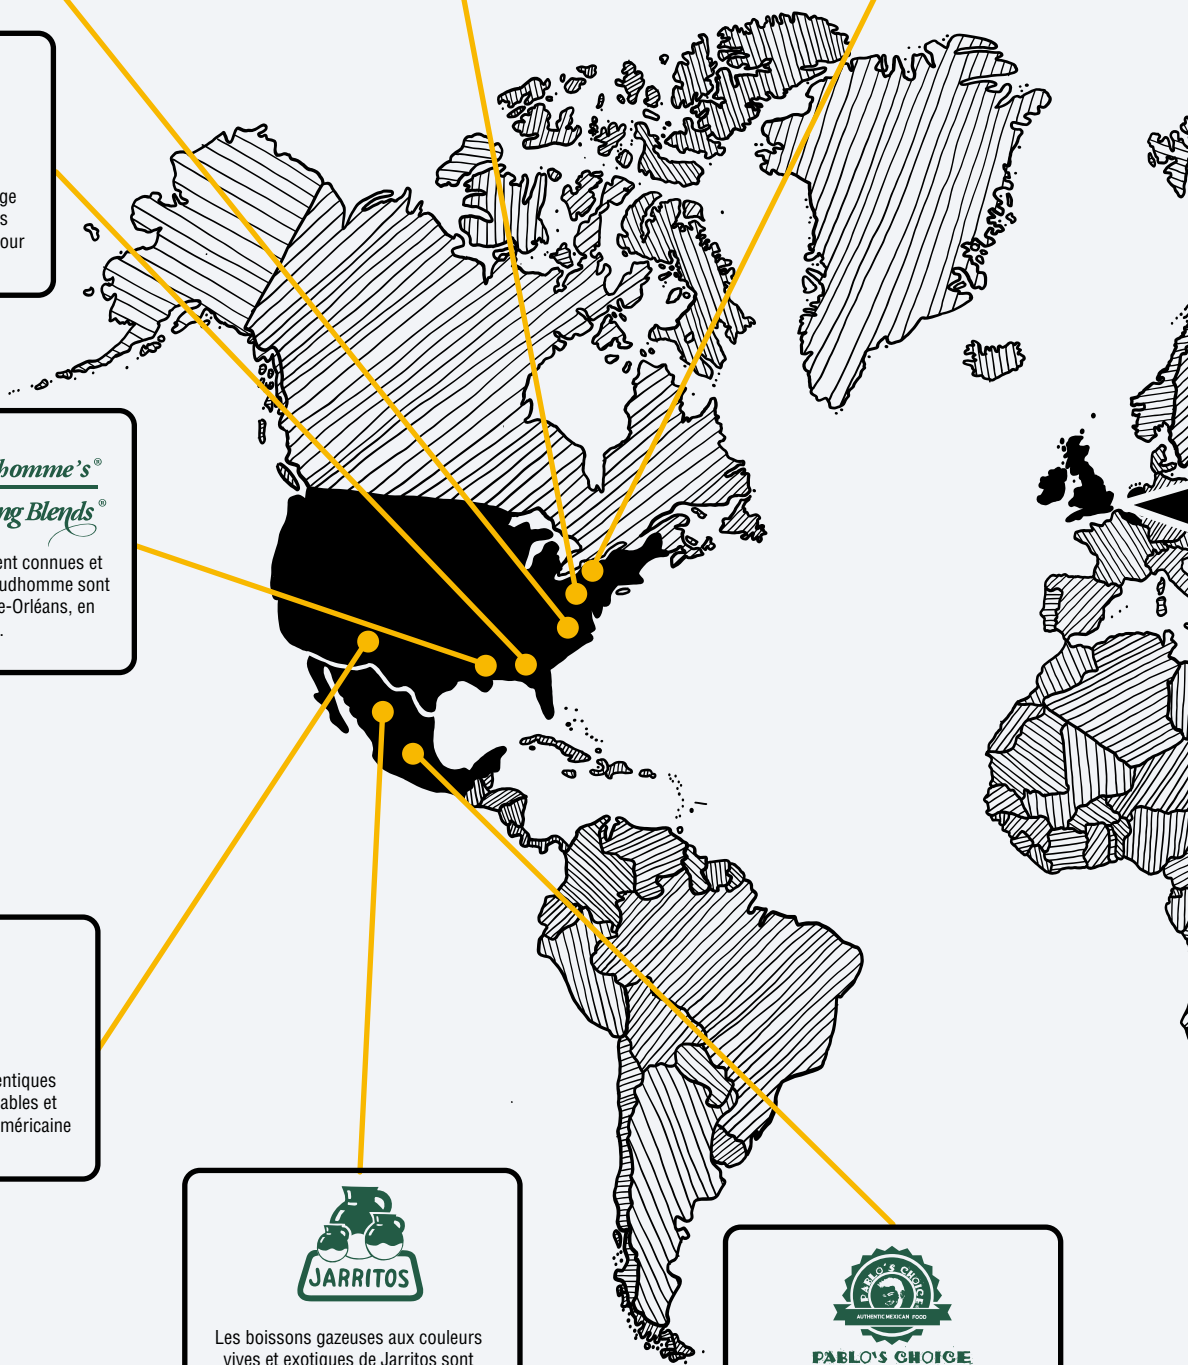 ge
s
our
homme's®
ng Blends®
ent connues et
udhomme sont
e-Orléans, en
.
entiques
ables et
méricaine
JARRITOS
Les boissons gazeuses aux couleurs
vives et exotiques de Jarritos sont
PABLO'S CHOICE
AUTHENTIC MEXICAN FOOD
PABLO'S CHOICE